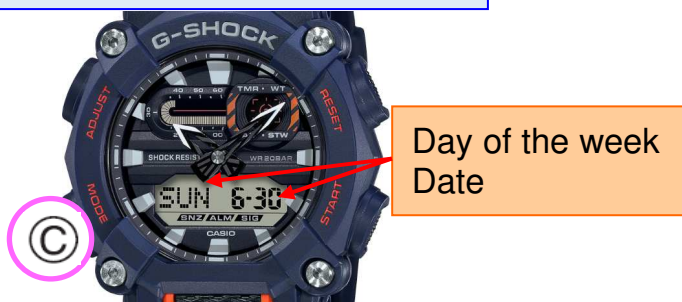 G-SHOCK
40 50 60
TMR · WT
30
ADJUST
RESET
STW
SHOCK RESIST
WR 20BAR
Day of the week
Date
SUN 6-30
MODE
START
SNZ/ALM/SIG
CASIO
©